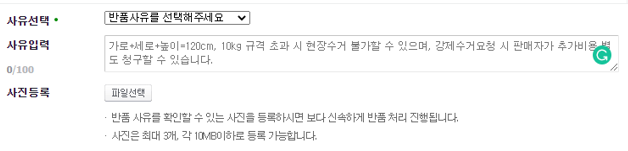 사유선택 •
반품사유를 선택해주세요
사유입력
가로+세로+높이=120cm, 10kg 규격 초과 시 현장수거 불가할 수 있으며, 강제수거요청 시 판매자가 추가비용 별
도 청구할 수 있습니다.
0/100
사진등록
파일선택
· 반품 사유를 확인할 수 있는 사진을 등록하시면 보다 신속하게 반품 처리 진행됩니다.
· 사진은 최대 3개, 각 10MB이하로 등록 가능합니다.